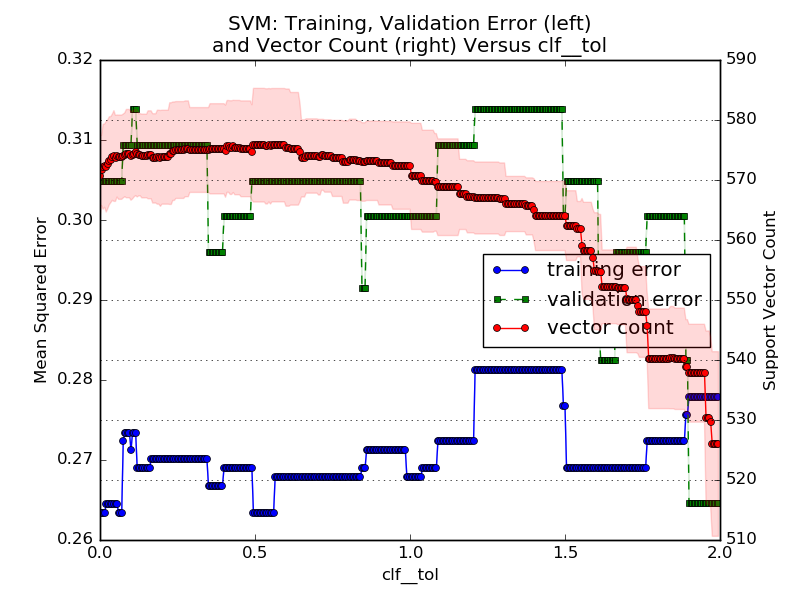 SVM: Training, Validation Error (left)
and Vector Count (right) Versus clf__tol
0.32
0.31
0.30
0.29
0.28
0.27
0.26
Mean Squared Error
590
580
570
560
550
540
530
520
510
Support Vector Count
training error
validation error
vector count
0.0 0.5 1.0 1.5 2.0
clf__tol